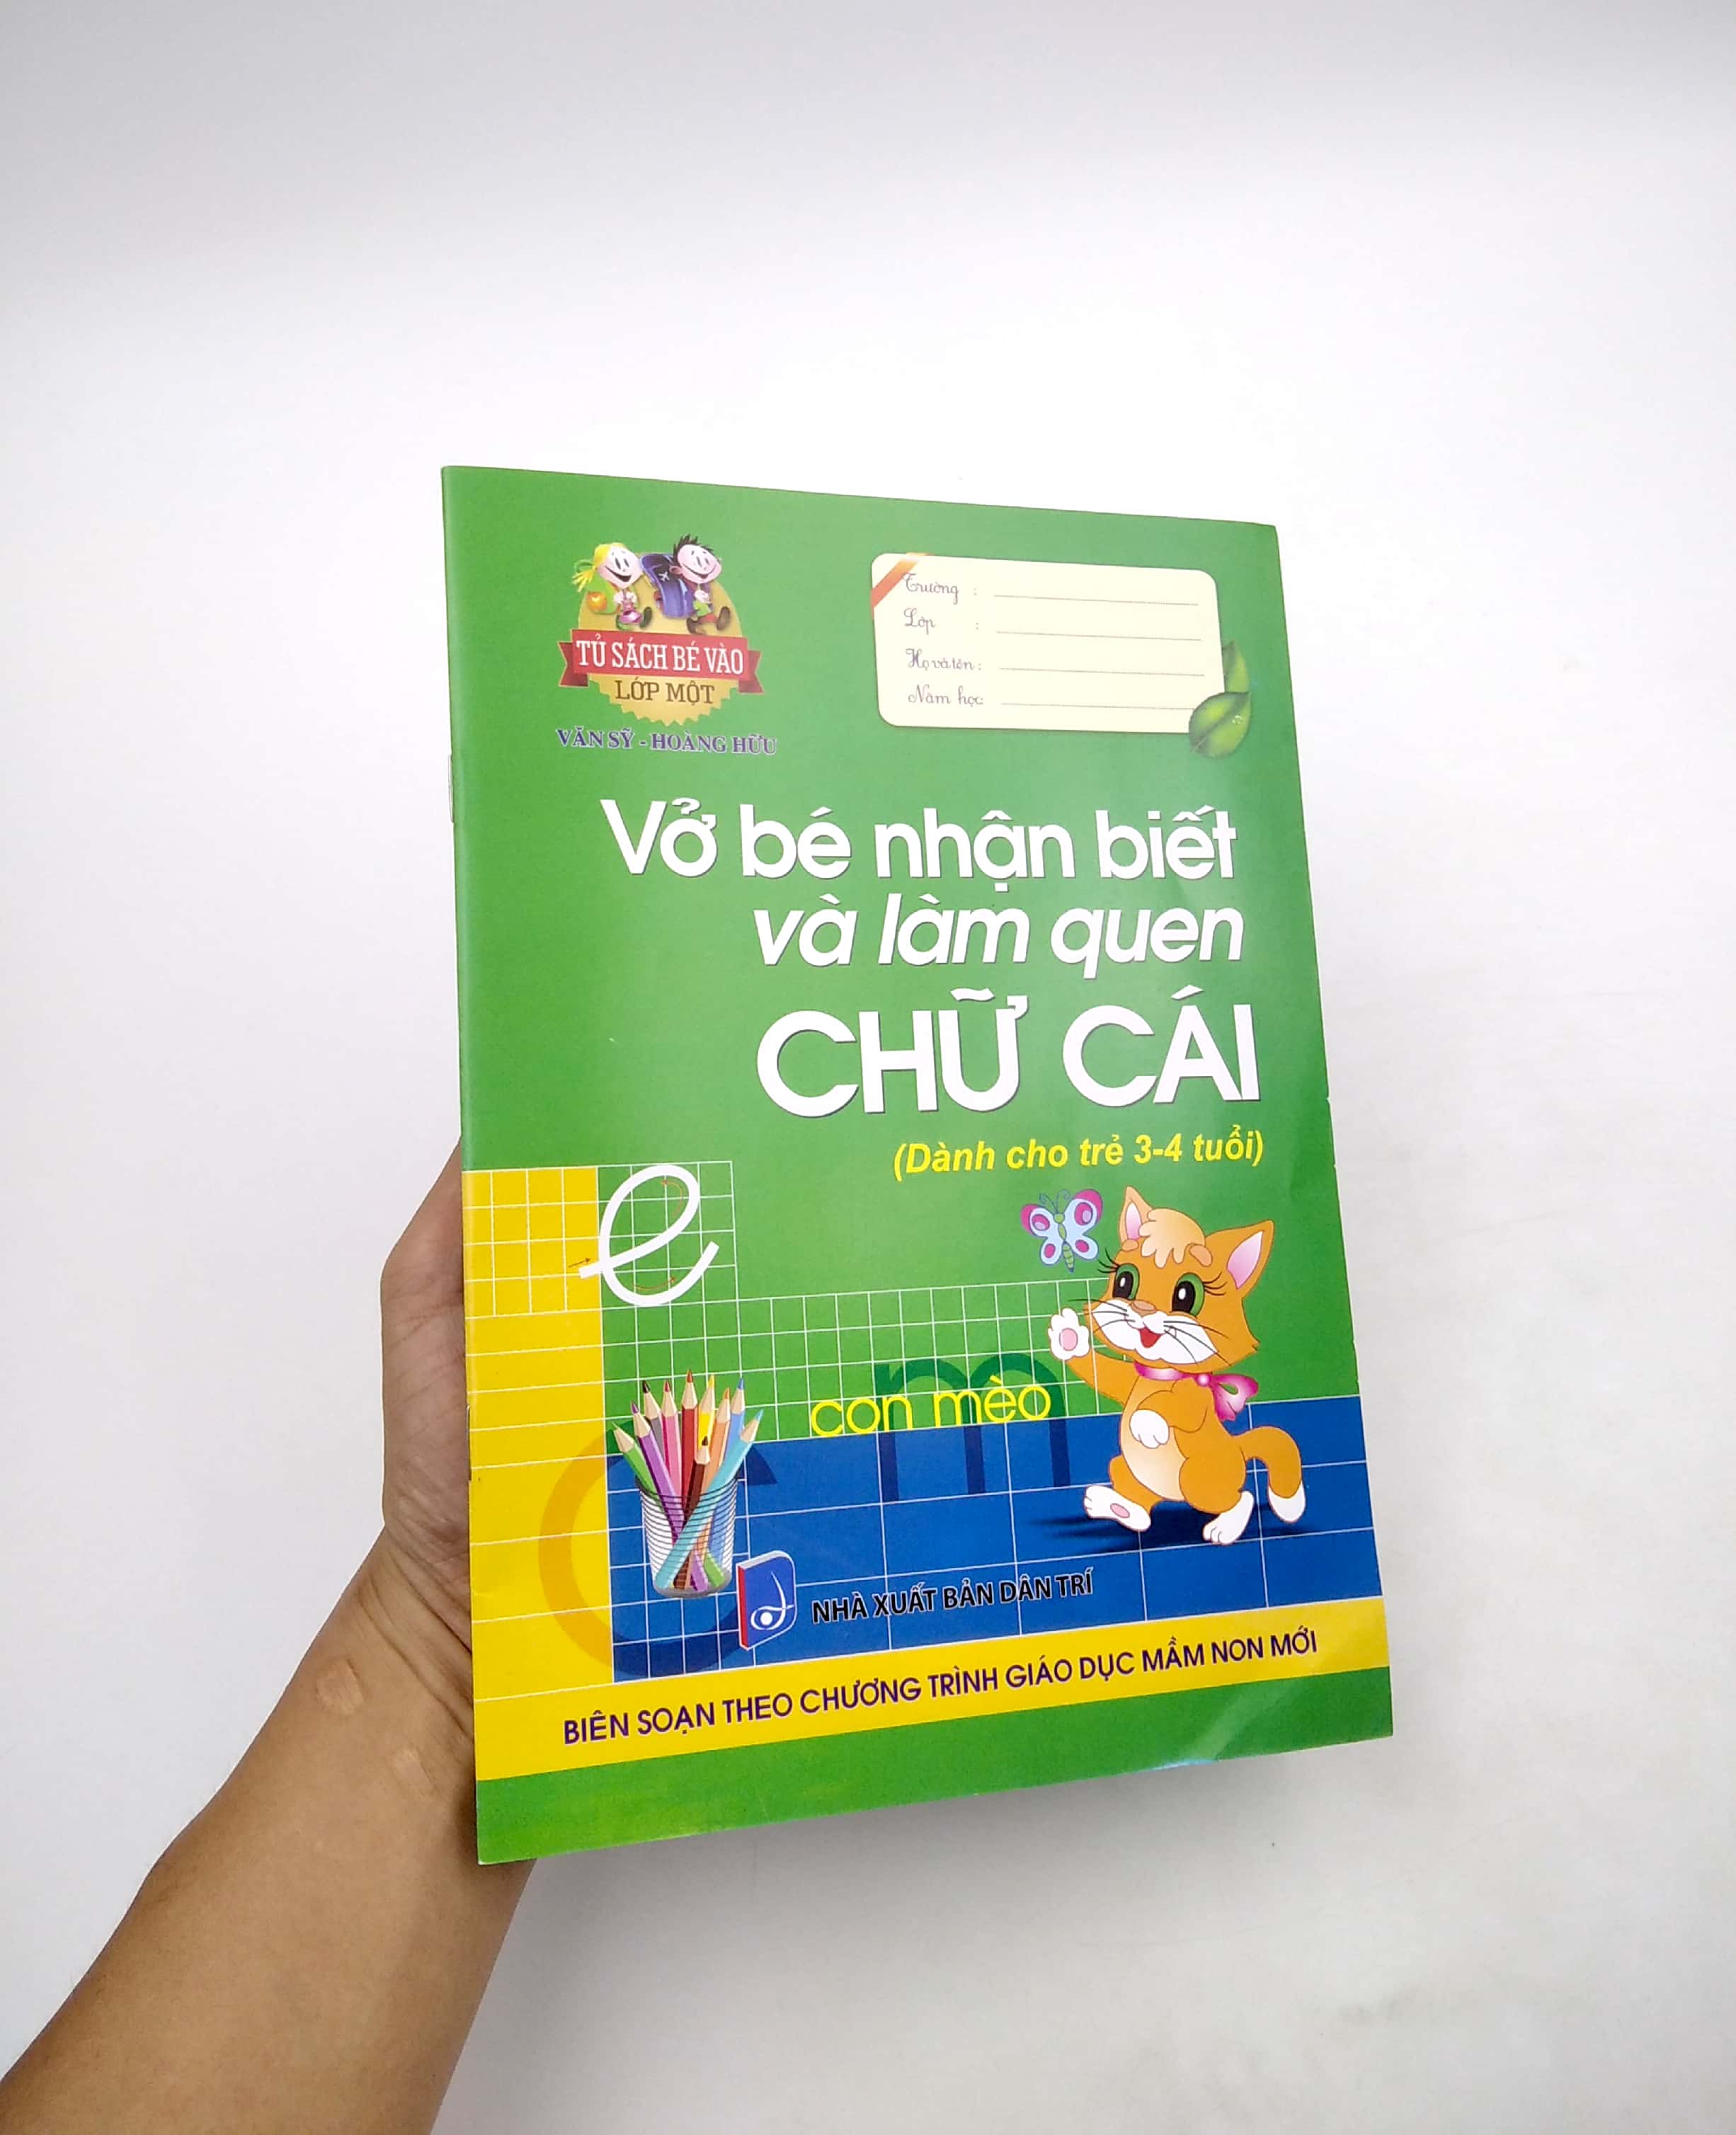 TỦ SÁCH BÉ VÀO
LỚP MỘT
VĂN SỸ - HOÀNG HỮU
Trường :
Lớp :
Họ và tên :
Năm học:
Vở bé nhận biết
và làm quen
CHỮ CÁI
(Dành cho trẻ 3-4 tuổi)
e
c m
con mèo
NHÀ XUẤT BẢN DÂN TRÍ
BIÊN SOẠN THEO CHƯƠNG TRÌNH GIÁO DỤC MẦM NON MỚI